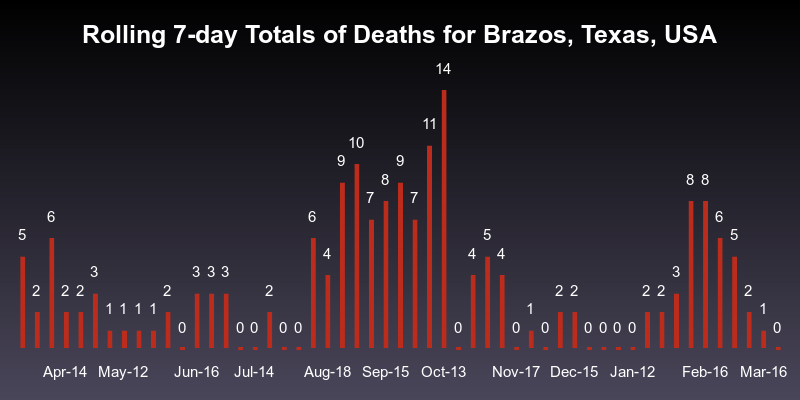 Rolling 7-day Totals of Deaths for Brazos, Texas, USA
14
11
10
9 9
8 8 8
7 7
6 6 6
5 5 5
4 4 4
3 3 3 3 3
2 2 2 2 2 2 2 2 2 2
1 1 1 1 1 1
0 0 0 0 0 0 0 0 0 0 0 0 0
Apr-14 May-12 Jun-16 Jul-14 Aug-18 Sep-15 Oct-13 Nov-17 Dec-15 Jan-12 Feb-16 Mar-16